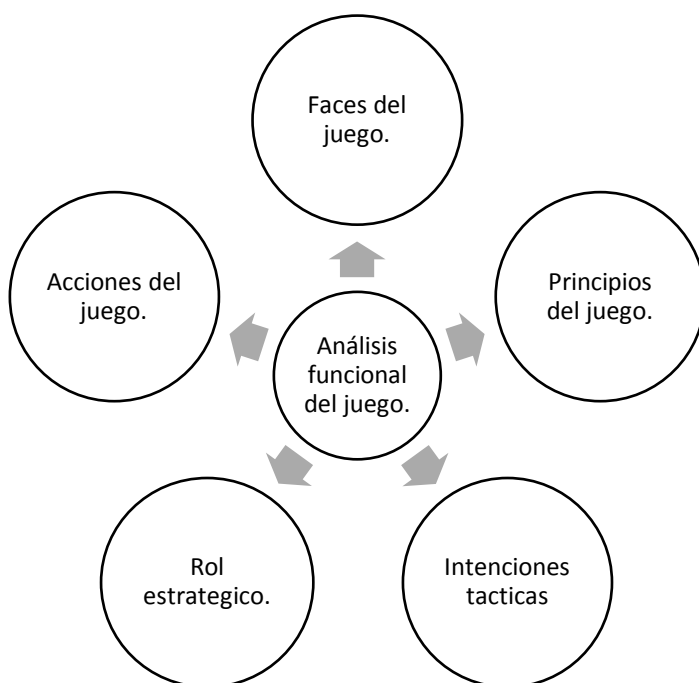 Faces del
juego.
Principios
del juego.
Intenciones
tacticas
Rol
estrategico.
Acciones del
juego.
Análisis
funcional
del juego.